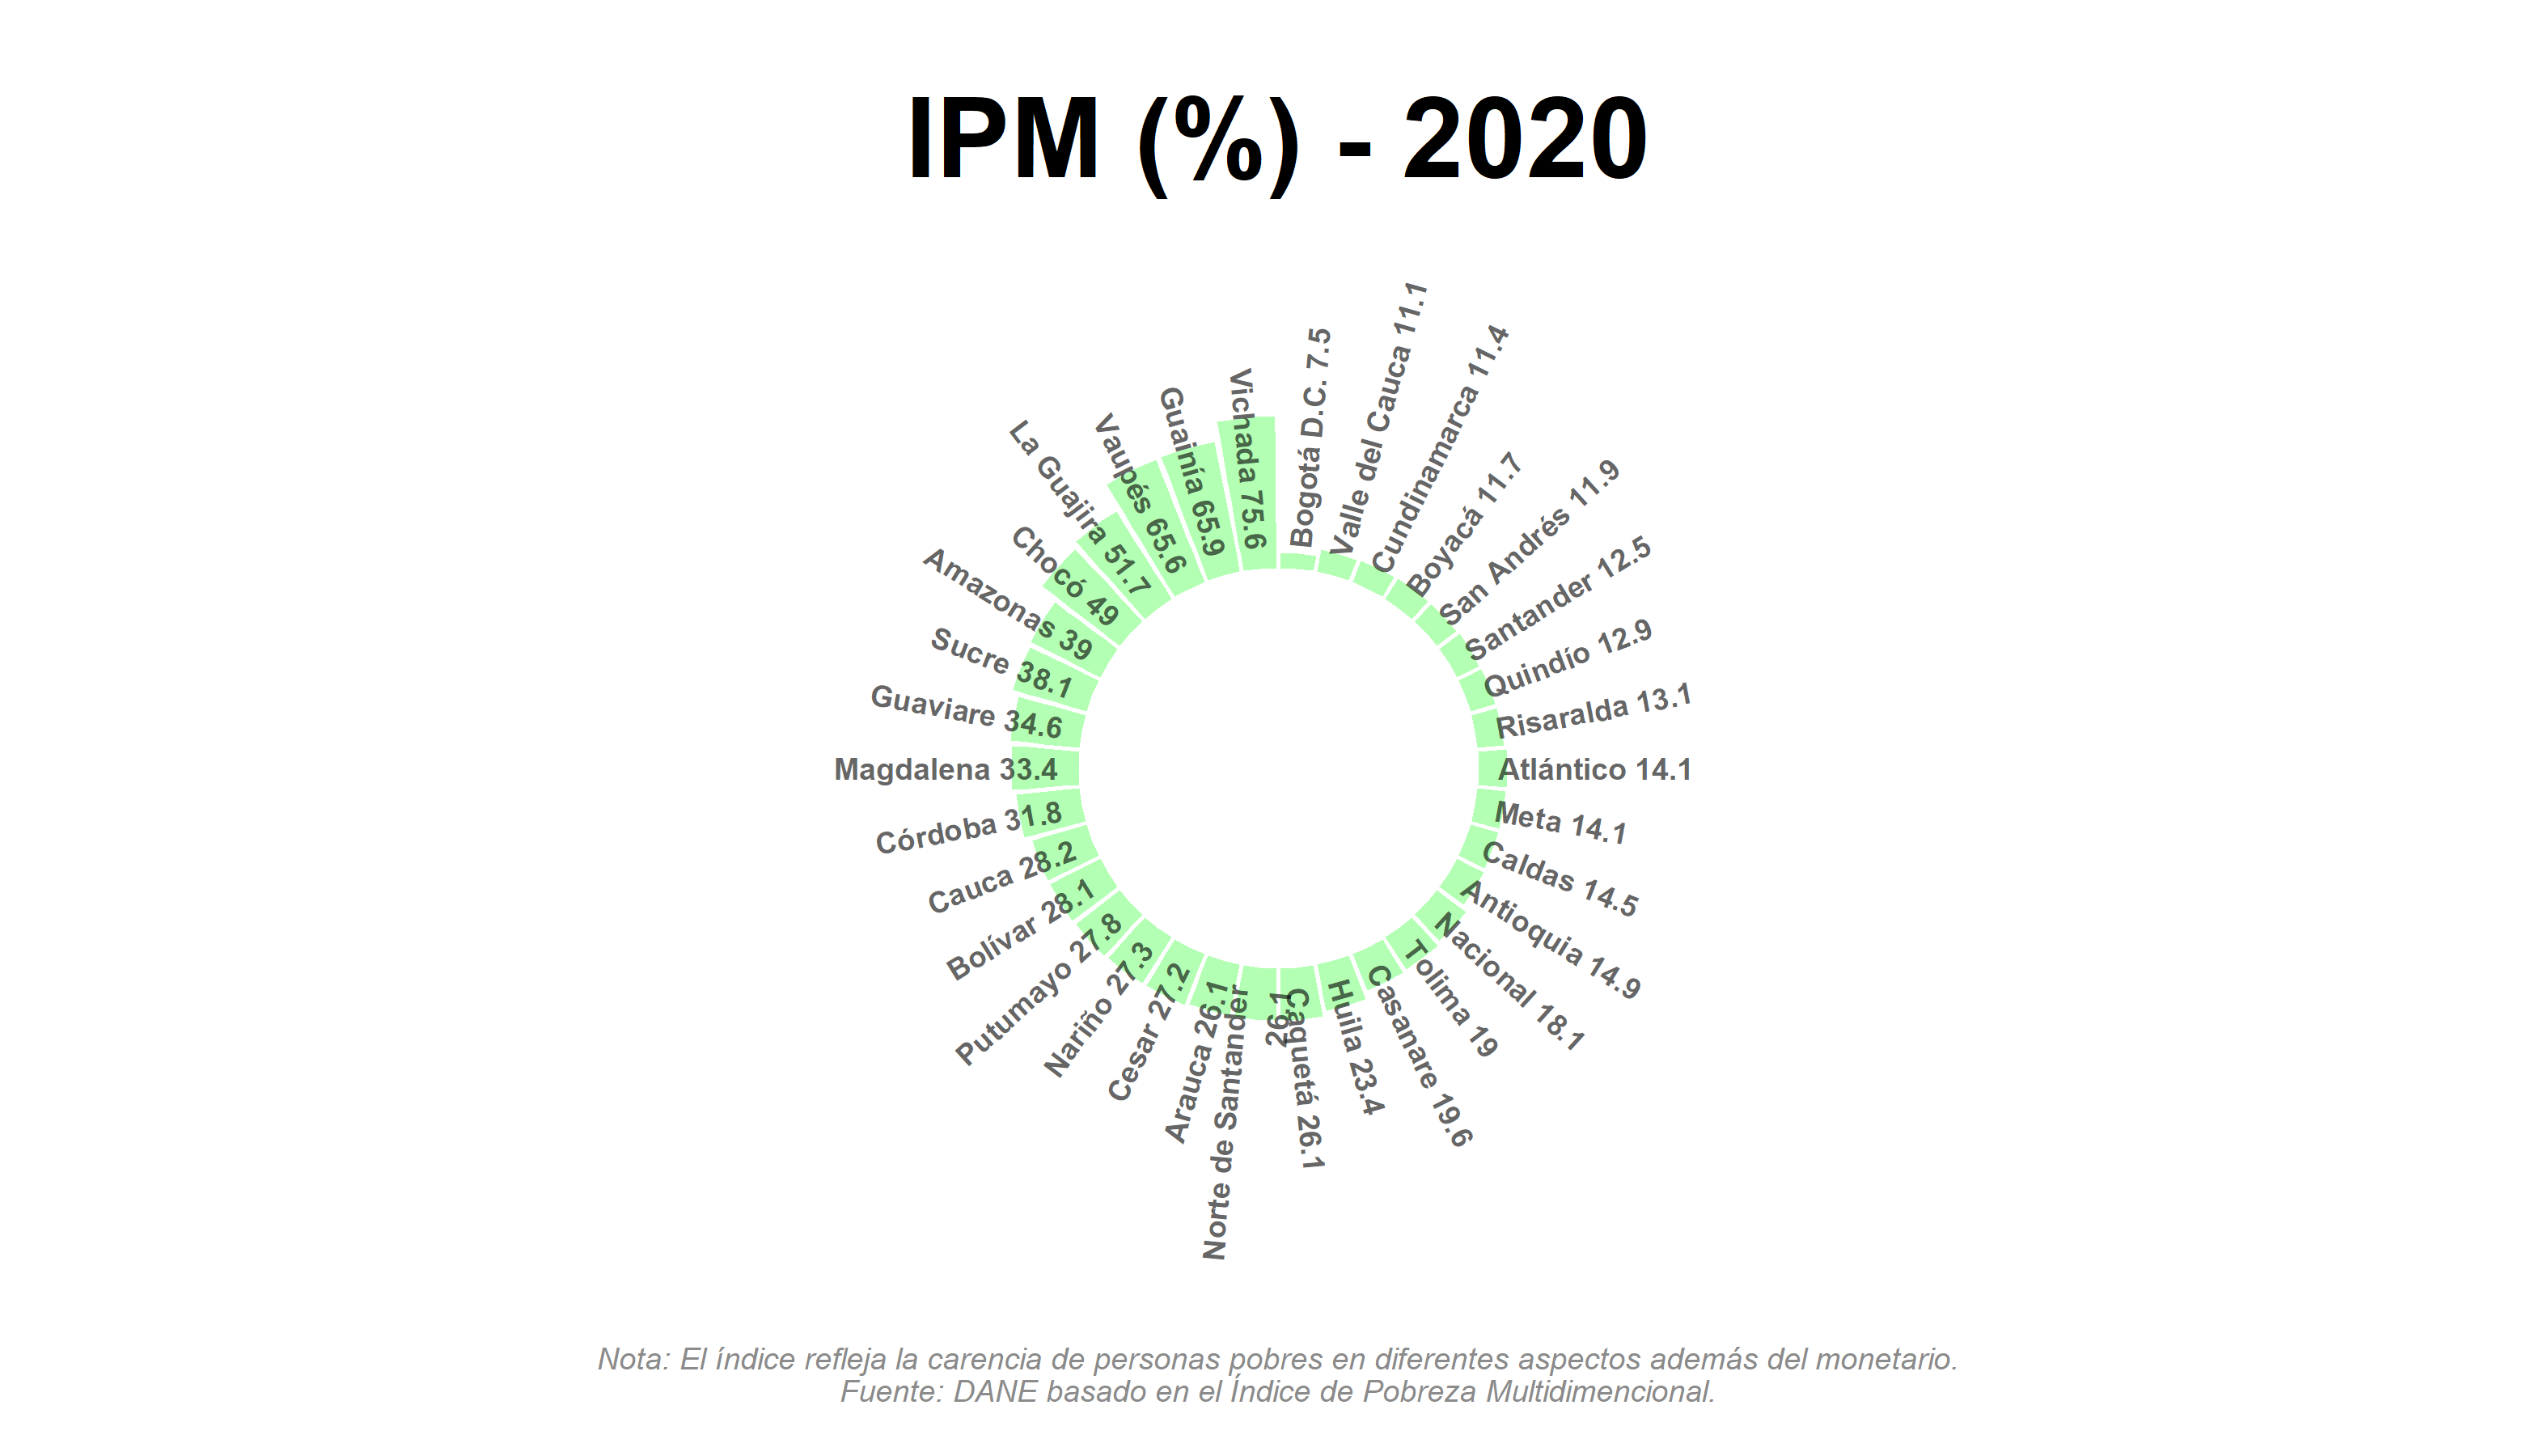 IPM (%) - 2020
Bogotá D.C. 7.5
Valle del Cauca 11.1
Cundinamarca 11.4
Boyacá 11.7
San Andrés 11.9
Santander 12.5
Quindío 12.9
Risaralda 13.1
Atlántico 14.1
Meta 14.1
Caldas 14.5
Antioquia 14.9
Nacional 18.1
Tolima 19
Casanare 19.6
Huila 23.4
Caquetá 26.1
Norte de Santander
26.1
Arauca 26.1
Cesar 27.2
Nariño 27.3
Putumayo 27.8
Bolívar 28.1
Cauca 28.2
Córdoba 31.8
Magdalena 33.4
Guaviare 34.6
Sucre 38.1
Amazonas 39
Chocó 49
La Guajira 51.7
Vaupés 65.6
Guainía 65.9
Vichada 75.6
Nota: El índice refleja la carencia de personas pobres en diferentes aspectos además del monetario.
Fuente: DANE basado en el Índice de Pobreza Multidimencional.